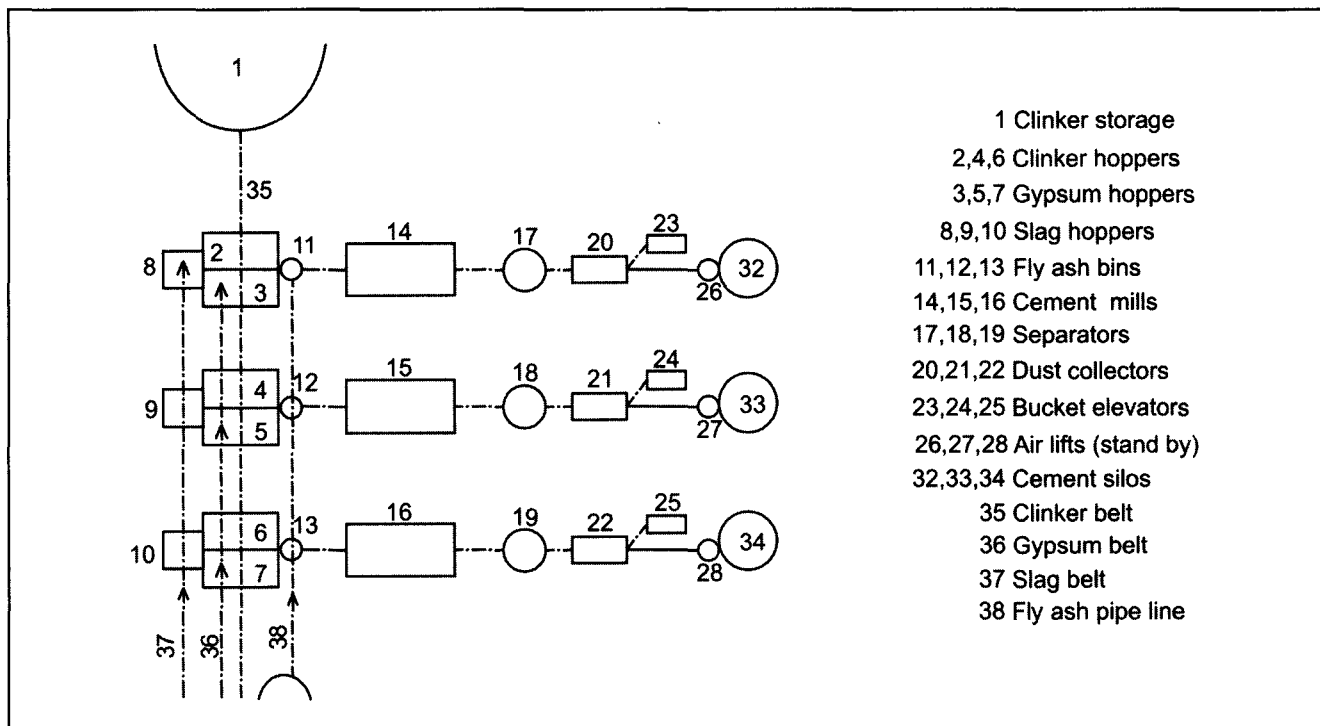 1
35
8
2
3
11
14
17
20
23
26
32
9
4
5
12
15
18
21
24
27
33
10
6
7
13
16
19
22
25
28
34
37
36
38
1 Clinker storage
2,4,6 Clinker hoppers
3,5,7 Gypsum hoppers
8,9,10 Slag hoppers
11,12,13 Fly ash bins
14,15,16 Cement mills
17,18,19 Separators
20,21,22 Dust collectors
23,24,25 Bucket elevators
26,27,28 Air lifts (stand by)
32,33,34 Cement silos
35 Clinker belt
36 Gypsum belt
37 Slag belt
38 Fly ash pipe line